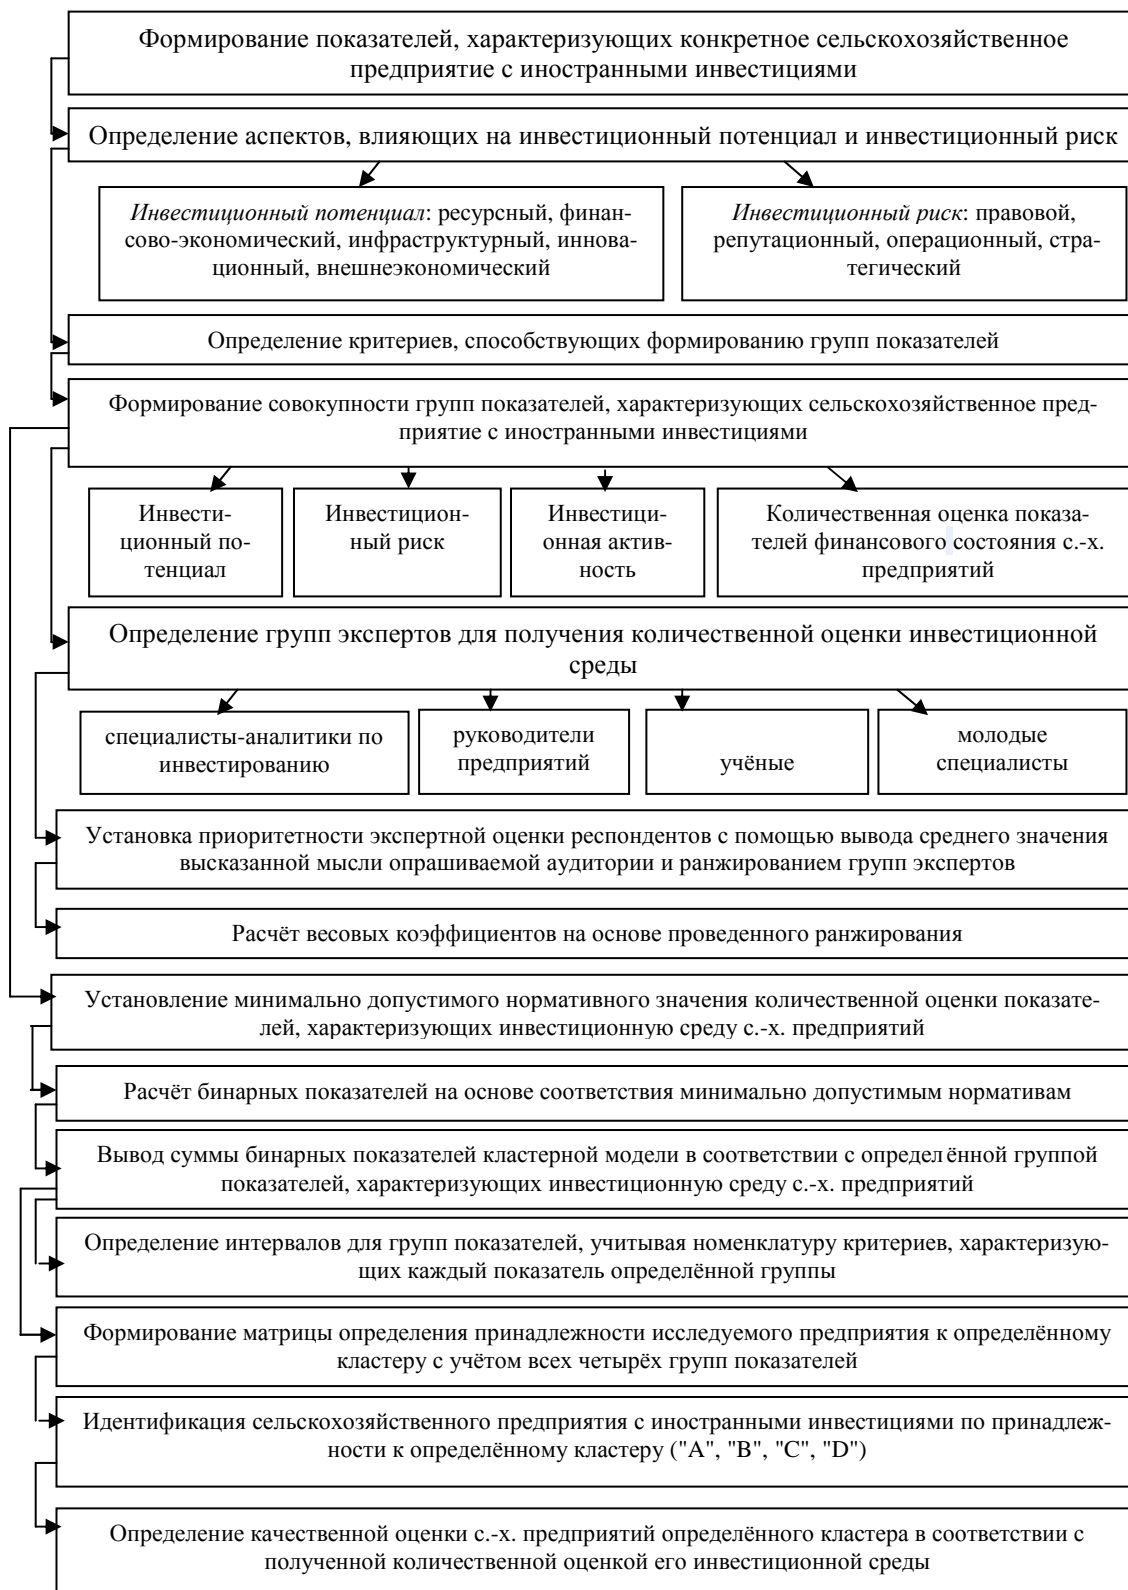 Формирование показателей, характеризующих конкретное сельскохозяйственное
предприятие с иностранными инвестициями
Определение аспектов, влияющих на инвестиционный потенциал и инвестиционный риск
Инвестиционный потенциал: ресурсный, финан-
сово-экономический, инфраструктурный, иннова-
ционный, внешнеэкономический
Инвестиционный риск: правовой,
репутационный, операционный, стра-
тегический
Определение критериев, способствующих формированию групп показателей
Формирование совокупности групп показателей, характеризующих сельскохозяйственное пред-
приятие с иностранными инвестициями
Инвести-
ционный по-
тенциал
Инвестицион-
ный риск
Инвестици-
онная актив-
ность
Количественная оценка показа-
телей финансового состояния с.-х.
предприятий
Определение групп экспертов для получения количественной оценки инвестиционной
среды
специалисты-аналитики по
инвестированию
руководители
предприятий
учёные
молодые
специалисты
Установка приоритетности экспертной оценки респондентов с помощью вывода среднего значения
высказанной мысли опрашиваемой аудитории и ранжированием групп экспертов
Расчёт весовых коэффициентов на основе проведенного ранжирования
Установление минимально допустимого нормативного значения количественной оценки показате-
лей, характеризующих инвестиционную среду с.-х. предприятий
Расчёт бинарных показателей на основе соответствия минимально допустимым нормативам
Вывод суммы бинарных показателей кластерной модели в соответствии с определённой группой
показателей, характеризующих инвестиционную среду с.-х. предприятий
Определение интервалов для групп показателей, учитывая номенклатуру критериев, характеризую-
щих каждый показатель определённой группы
Формирование матрицы определения принадлежности исследуемого предприятия к определённому
кластеру с учётом всех четырёх групп показателей
Идентификация сельскохозяйственного предприятия с иностранными инвестициями по принадлеж-
ности к определённому кластеру ("A", "B", "C", "D")
Определение качественной оценки с.-х. предприятий определённого кластера в соответствии с
полученной количественной оценкой его инвестиционной среды